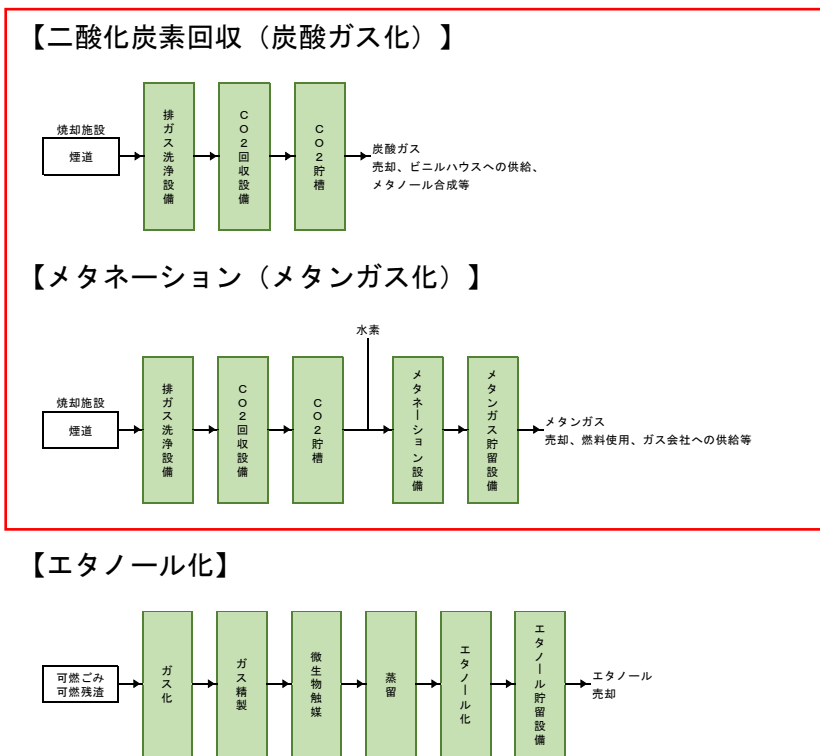 【二酸化炭素回収（炭酸ガス化）】
焼却施設
煙道
排ガス洗浄設備
CO2回収設備
CO2貯槽
炭酸ガス
売却、ビニルハウスへの供給、
メタノール合成等
【メタネーション（メタンガス化）】
水素
焼却施設
煙道
排ガス洗浄設備
CO2回収設備
CO2貯槽
メタネーション設備
メタンガス貯留設備
メタンガス
売却、燃料使用、ガス会社への供給等
【エタノール化】
可燃ごみ
可燃残渣
ガス化
ガス精製
微生物触媒
蒸留
エタノール化
エタノール貯留設備
エタノール
売却